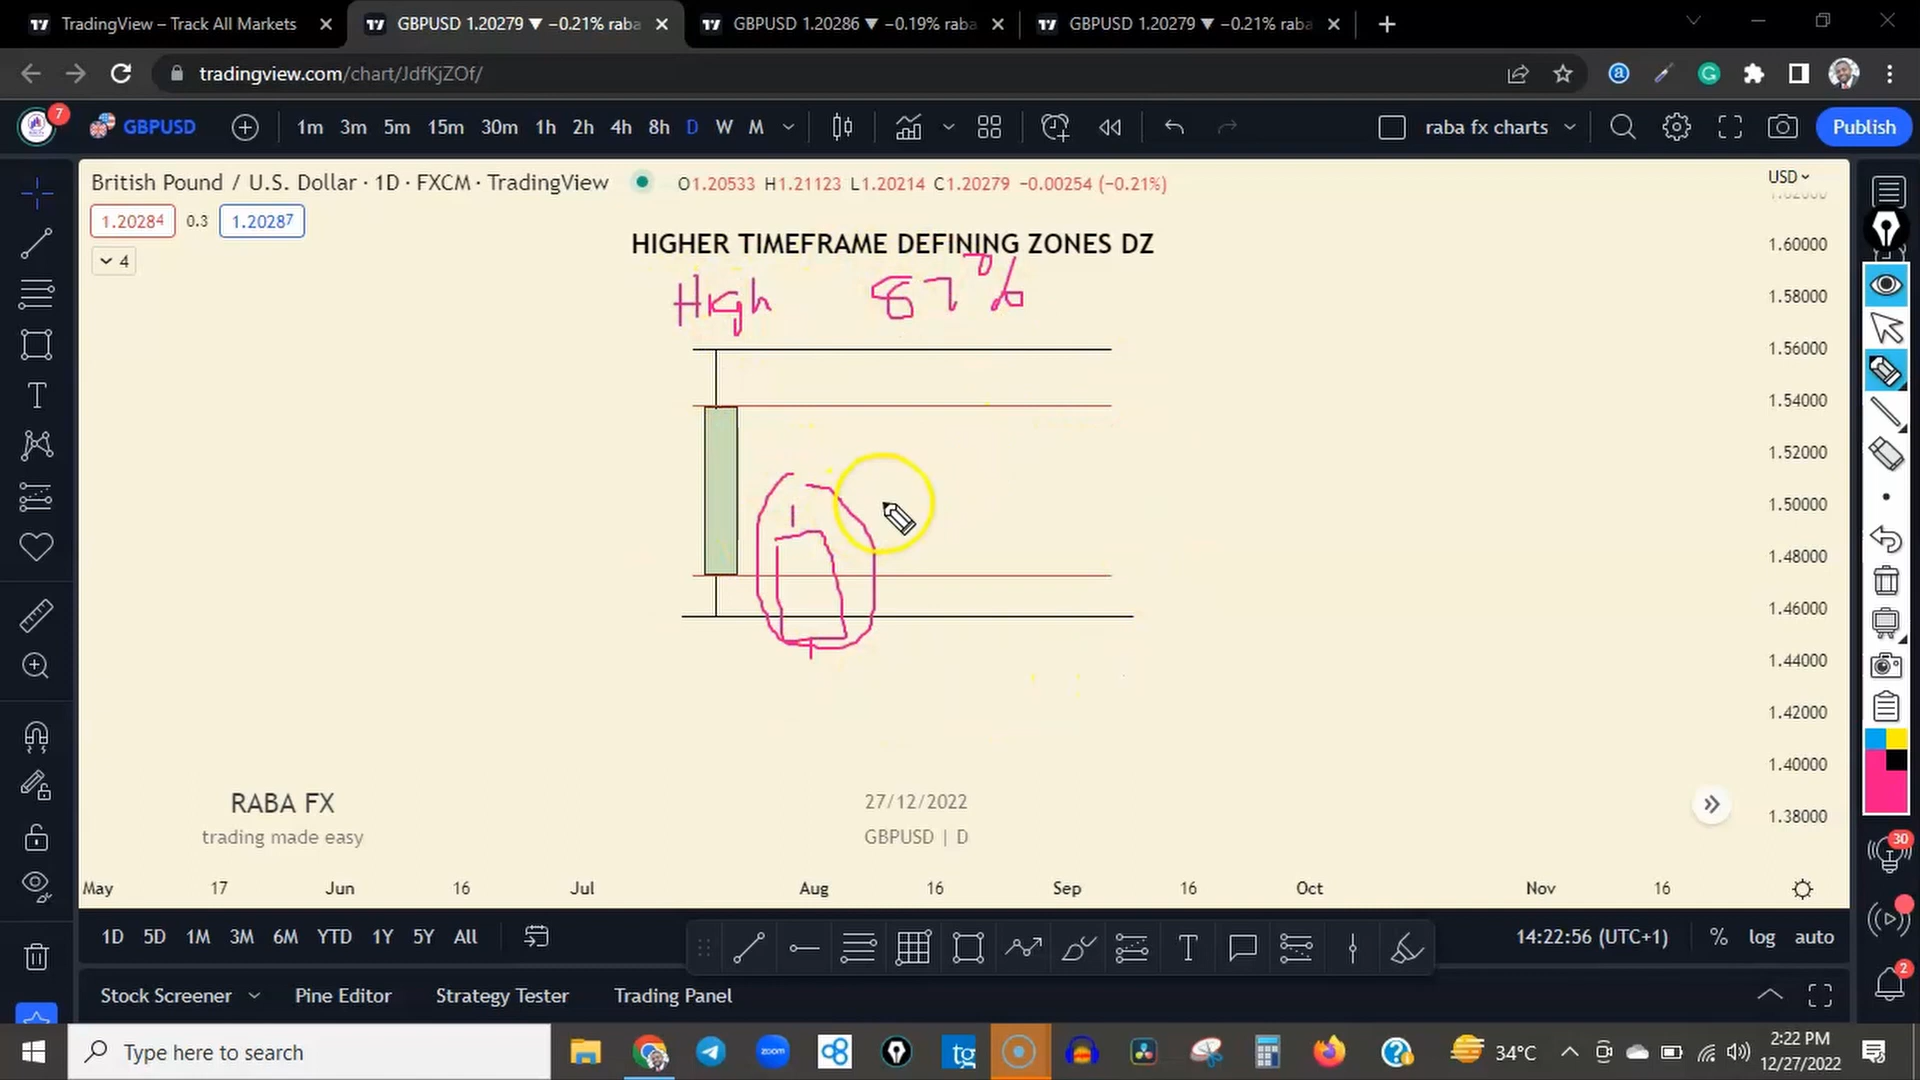 TradingView – Track All Markets
GBPUSD 1.20279 ▼ −0.21% raba
GBPUSD 1.20286 ▼ −0.19% raba
GBPUSD 1.20279 ▼ −0.21% raba
tradingview.com/chart/JdfKjZOf/
7
GBPUSD
1m 3m 5m 15m 30m 1h 2h 4h 8h D W M
raba fx charts
Publish
British Pound / U.S. Dollar · 1D · FXCM · TradingView
O1.20533 H1.21123 L1.20214 C1.20279 −0.00254 (−0.21%)
USD
1.20284 0.3 1.20287
4
HIGHER TIMEFRAME DEFINING ZONES DZ
High 87%
1.60000
1.58000
1.56000
1.54000
1.52000
1.50000
1.48000
1.46000
1.44000
1.42000
1.40000
1.38000
RABA FX
trading made easy
27/12/2022
GBPUSD | D
May 17 Jun 16 Jul Aug 16 Sep 16 Oct Nov 16
30
2
1D 5D 1M 3M 6M YTD 1Y 5Y All
14:22:56 (UTC+1) % log auto
Stock Screener Pine Editor Strategy Tester Trading Panel
Type here to search
zoom
tg
34°C
2:22 PM
12/27/2022